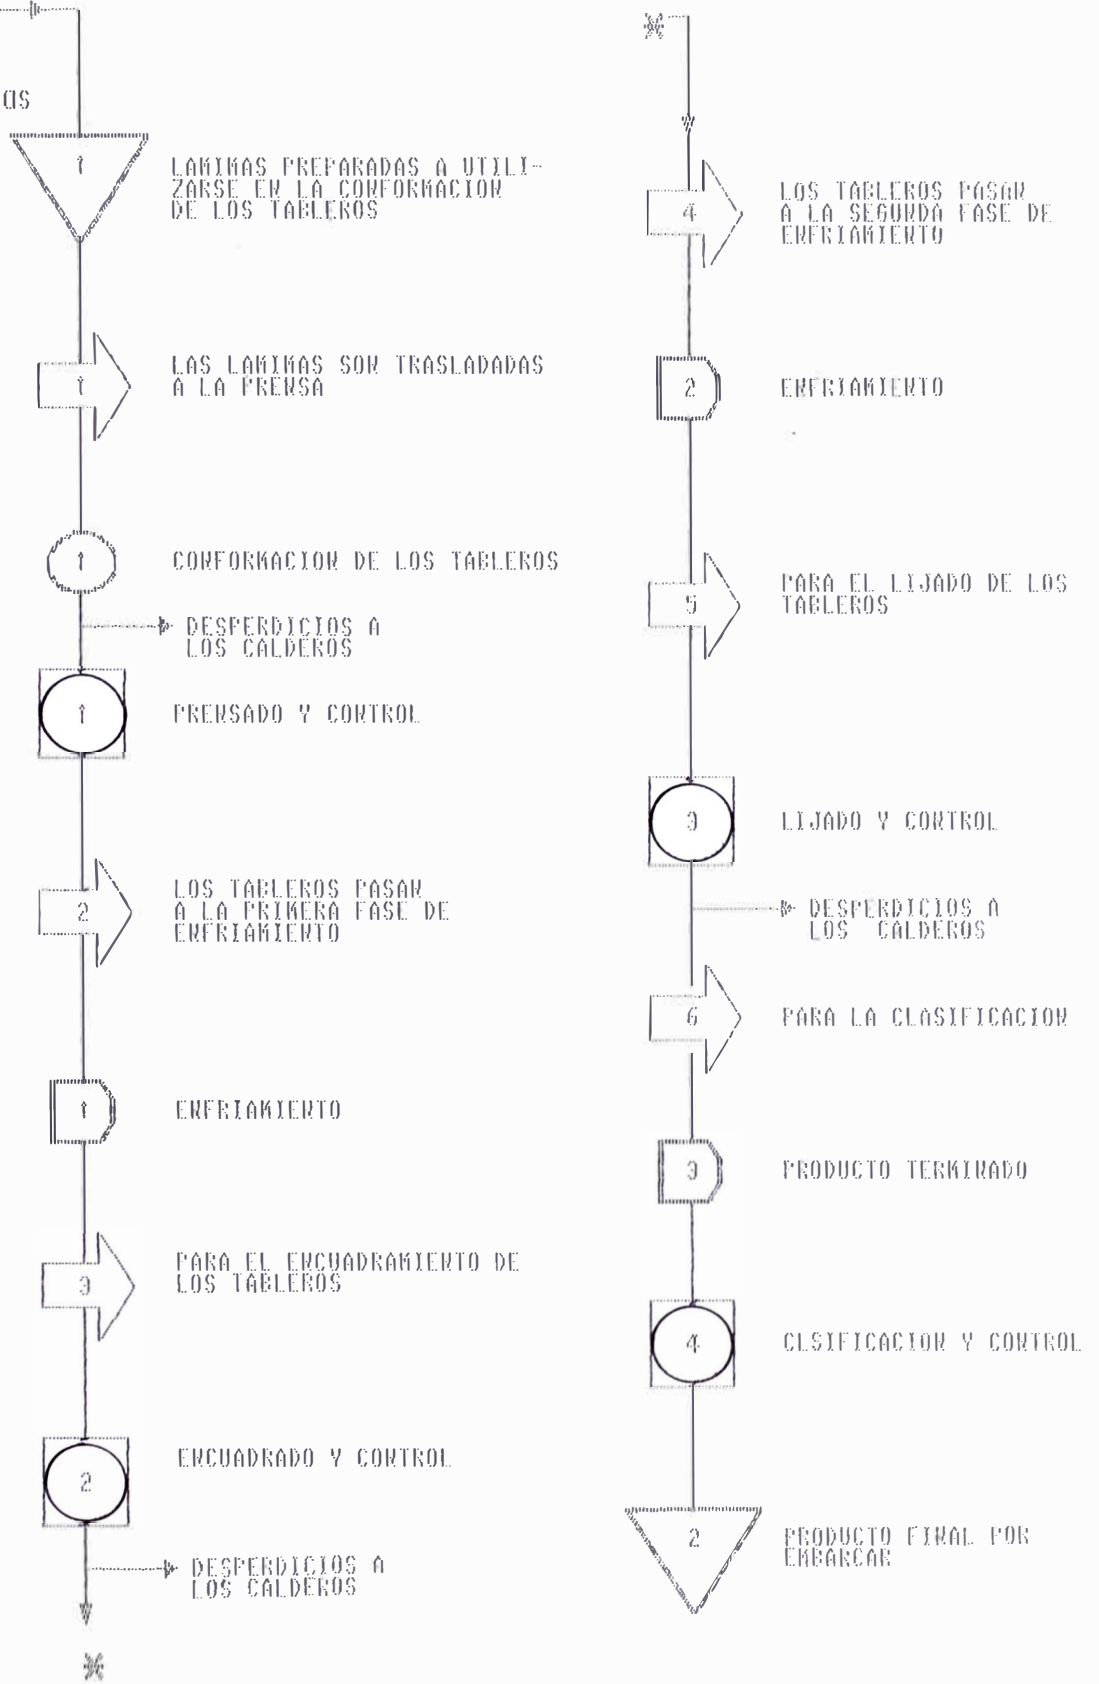 as
1
LAMINAS PREPARADAS A UTILI-
ZARSE EN LA CONFORMACION
DE LOS TABLEROS
1
LAS LAMINAS SON TRASLADADAS
A LA PRENSA
1
CONFORMACION DE LOS TABLEROS
DESPERDICIOS A
LOS CALDEROS
1
PRENSADO Y CONTROL
2
LOS TABLEROS PASAN
A LA PRIMERA FASE DE
ENFRIAMIENTO
1
ENFRIAMIENTO
3
PARA EL ENCUADRAMIENTO DE
LOS TABLEROS
2
ENCUADRADO Y CONTROL
DESPERDICIOS A
LOS CALDEROS
*
*
4
LOS TABLEROS PASAN
A LA SEGUNDA FASE DE
ENFRIAMIENTO
2
ENFRIAMIENTO
5
PARA EL LIJADO DE LOS
TABLEROS
3
LIJADO Y CONTROL
DESPERDICIOS A
LOS CALDEROS
6
PARA LA CLASIFICACION
3
PRODUCTO TERMINADO
4
CLSIFICACION Y CONTROL
2
PRODUCTO FINAL POR
EMBARCAR